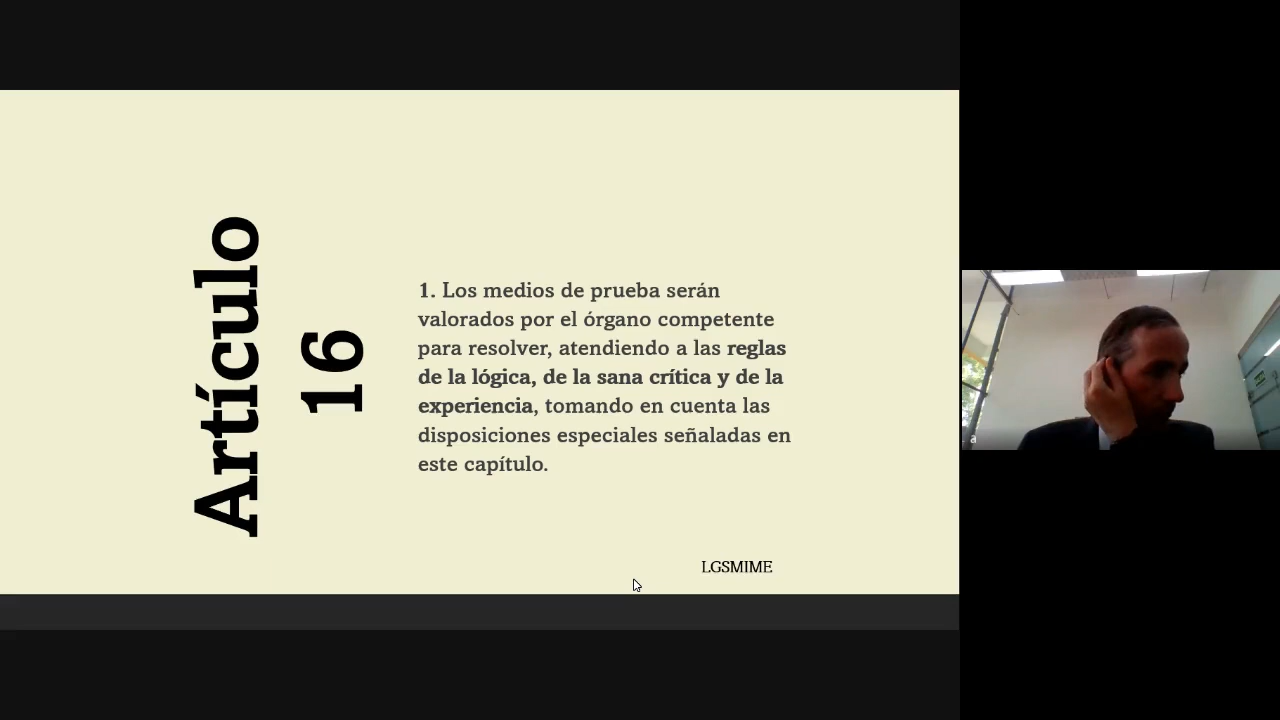 Artículo
16
1. Los medios de prueba serán
valorados por el órgano competente
para resolver, atendiendo a las reglas
de la lógica, de la sana crítica y de la
experiencia, tomando en cuenta las
disposiciones especiales señaladas en
este capítulo.
LGSMIME
a